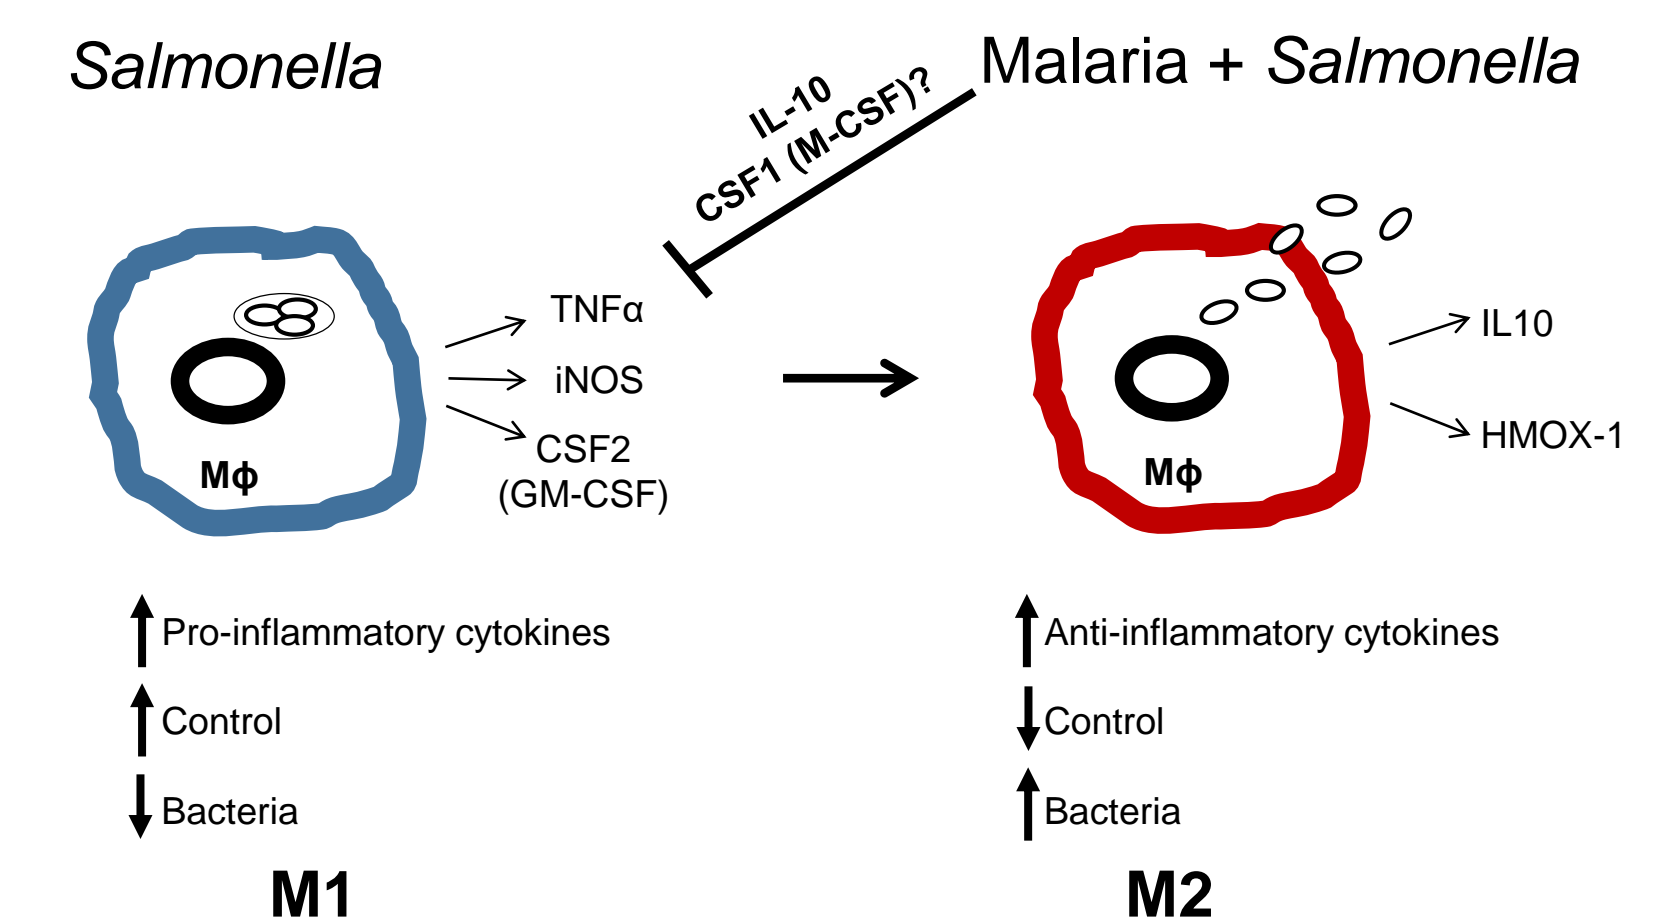 Salmonella
Malaria + Salmonella
IL-10
CSF1 (M-CSF)?
TNFα
iNOS
CSF2
(GM-CSF)
Mϕ
IL10
HMOX-1
Mϕ
Pro-inflammatory cytokines
Control
Bacteria
M1
Anti-inflammatory cytokines
Control
Bacteria
M2